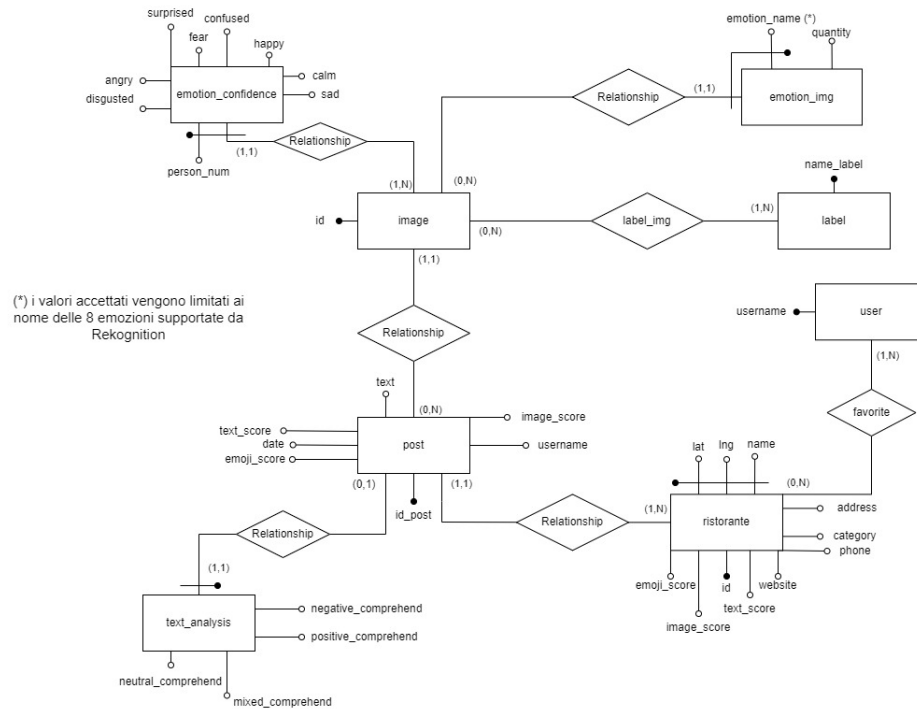 surprised
confused
emotion_name (*)
fear
quantity
happy
angry
calm
emotion_confidence
Relationship
(1,1)
emotion_img
sad
disgusted
Relationship
(1,1)
person_num
name_label
(1,N)
(0,N)
id
image
label_img
(1,N)
label
(0,N)
(1,1)
(*) i valori accettati vengono limitati ai
nome delle 8 emozioni supportate da
Rekognition
username
user
Relationship
(1,N)
text
favorite
(0,N)
image_score
text_score
date
post
username
emoji_score
lat
lng
name
(0,1)
(1,1)
(0,N)
id_post
address
Relationship
Relationship
(1,N)
ristorante
category
phone
(1,1)
emoji_score
id
website
text_score
negative_comprehend
text_analysis
image_score
positive_comprehend
neutral_comprehend
mixed_comprehend